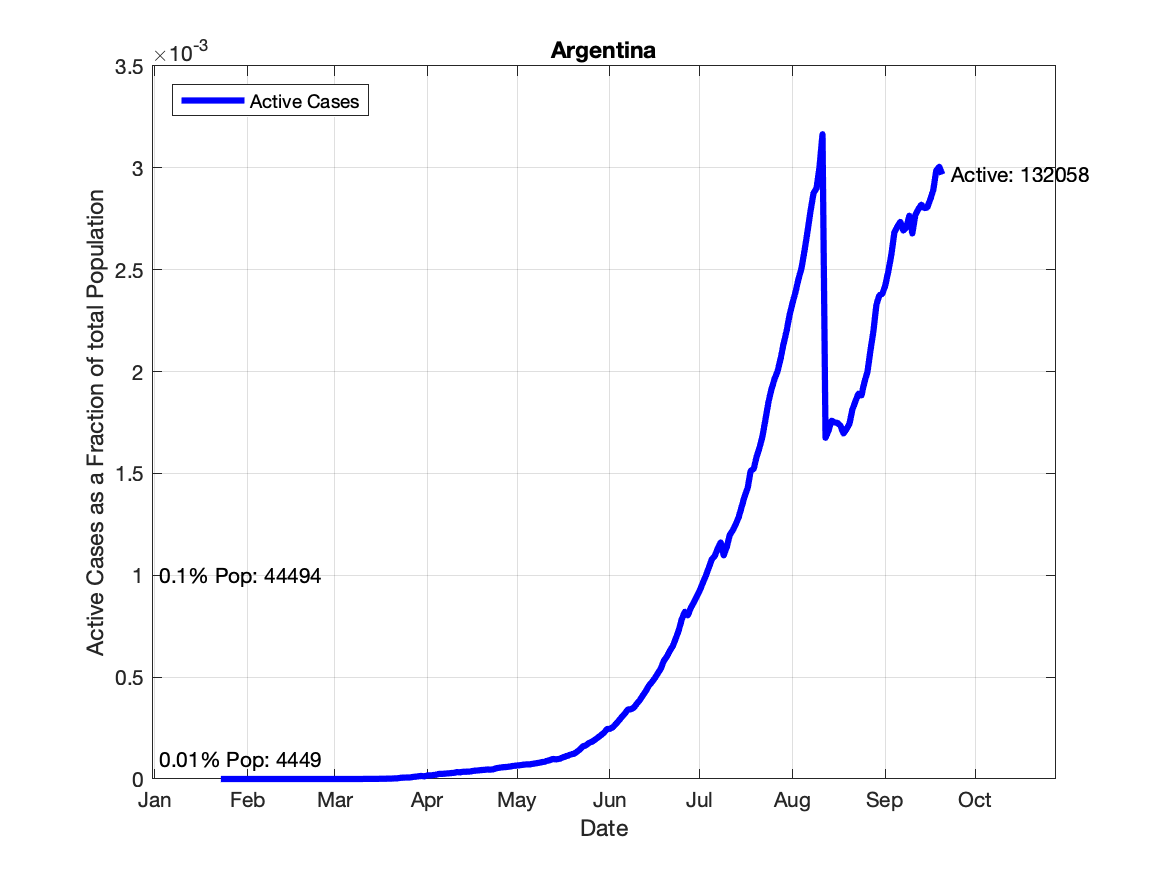 Argentina
×10-3
3.5
3
2.5
2
1.5
1
0.5
0
Active Cases as a Fraction of total Population
Active Cases
Active: 132058
0.1% Pop: 44494
0.01% Pop: 4449
Jan Feb Mar Apr May Jun Jul Aug Sep Oct
Date